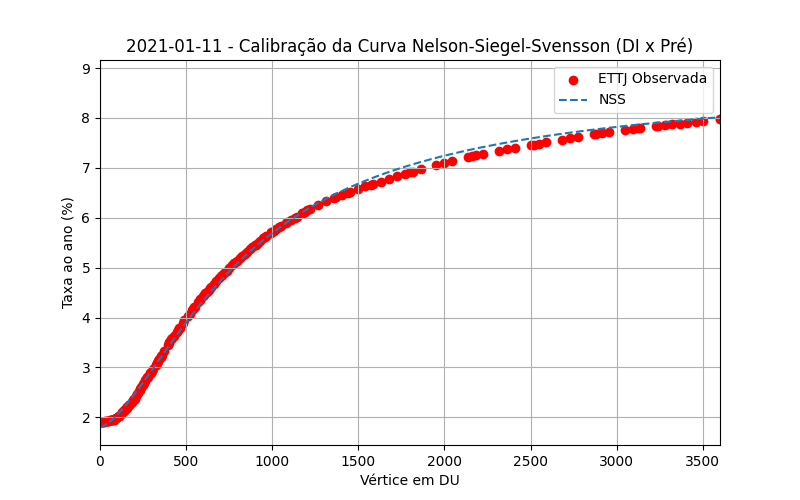 2021-01-11 - Calibração da Curva Nelson-Siegel-Svensson (DI x Pré)
ETTJ Observada
NSS
Taxa ao ano (%)
9
8
7
6
5
4
3
2
0 500 1000 1500 2000 2500 3000 3500
Vértice em DU